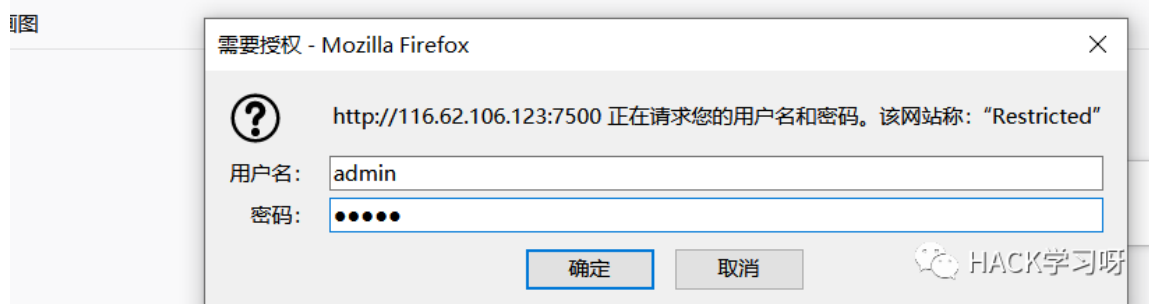 画图
需要授权 - Mozilla Firefox
http://116.62.106.123:7500 正在请求您的用户名和密码。该网站称：“Restricted”
用户名： admin
密码： ●●●●●
确定 取消
HACK学习呀